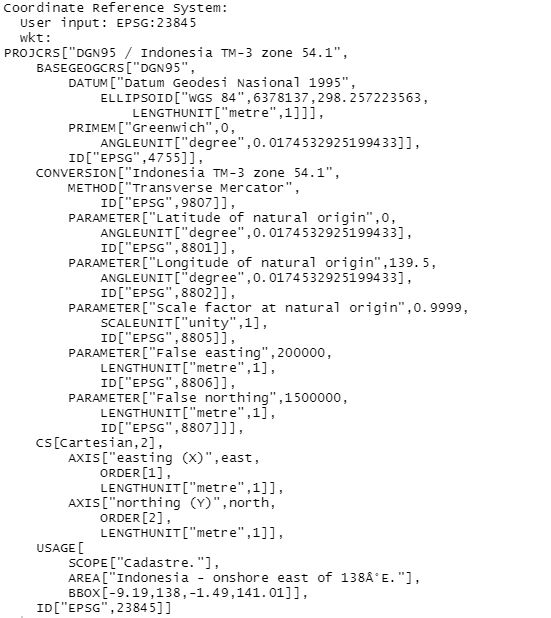 Coordinate Reference System:
  User input: EPSG:23845
  wkt:
PROJCRS["DGN95 / Indonesia TM-3 zone 54.1",
    BASEGEOGCRS["DGN95",
        DATUM["Datum Geodesi Nasional 1995",
            ELLIPSOID["WGS 84",6378137,298.257223563,
                LENGTHUNIT["metre",1]]],
        PRIMEM["Greenwich",0,
            ANGLEUNIT["degree",0.0174532925199433]],
        ID["EPSG",4755]],
    CONVERSION["Indonesia TM-3 zone 54.1",
        METHOD["Transverse Mercator",
            ID["EPSG",9807]],
        PARAMETER["Latitude of natural origin",0,
            ANGLEUNIT["degree",0.0174532925199433],
            ID["EPSG",8801]],
        PARAMETER["Longitude of natural origin",139.5,
            ANGLEUNIT["degree",0.0174532925199433],
            ID["EPSG",8802]],
        PARAMETER["Scale factor at natural origin",0.9999,
            SCALEUNIT["unity",1],
            ID["EPSG",8805]],
        PARAMETER["False easting",200000,
            LENGTHUNIT["metre",1],
            ID["EPSG",8806]],
        PARAMETER["False northing",1500000,
            LENGTHUNIT["metre",1],
            ID["EPSG",8807]]],
    CS[Cartesian,2],
        AXIS["easting (X)",east,
            ORDER[1],
            LENGTHUNIT["metre",1]],
        AXIS["northing (Y)",north,
            ORDER[2],
            LENGTHUNIT["metre",1]],
    USAGE[
        SCOPE["Cadastre."],
        AREA["Indonesia - onshore east of 138Â°E."],
        BBOX[-9.19,138,-1.49,141.01]],
    ID["EPSG",23845]]